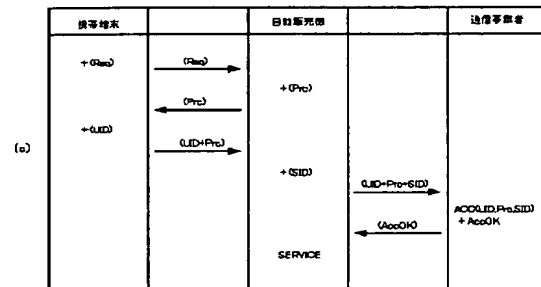 携帯端末 自動販売機 通信事業者
+(Req) (Req)
+(Prc)
(Prc)
+(UID)
(UID+Prc)
(a)
+(SID)
(UID+Prc+SID)
ACC(UID,Prc,SID)
+AccOK
(AccOK)
SERVICE